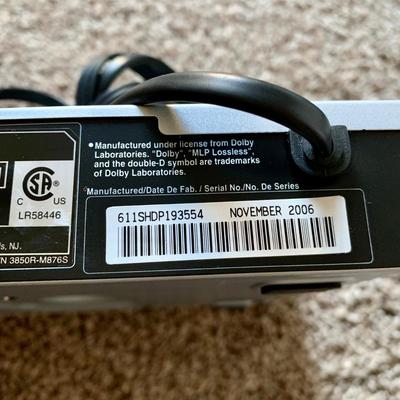 • Manufactured under license from Dolby
Laboratories. "Dolby", "MLP Lossless",
and the double-D symbol are trademarks
of Dolby Laboratories.
SA
C US
LR58446
Manufactured/Date De Fab. / Serial No./No. De Series
611SHDP193554 NOVEMBER 2006
s, NJ.
/N 3850R-M876S